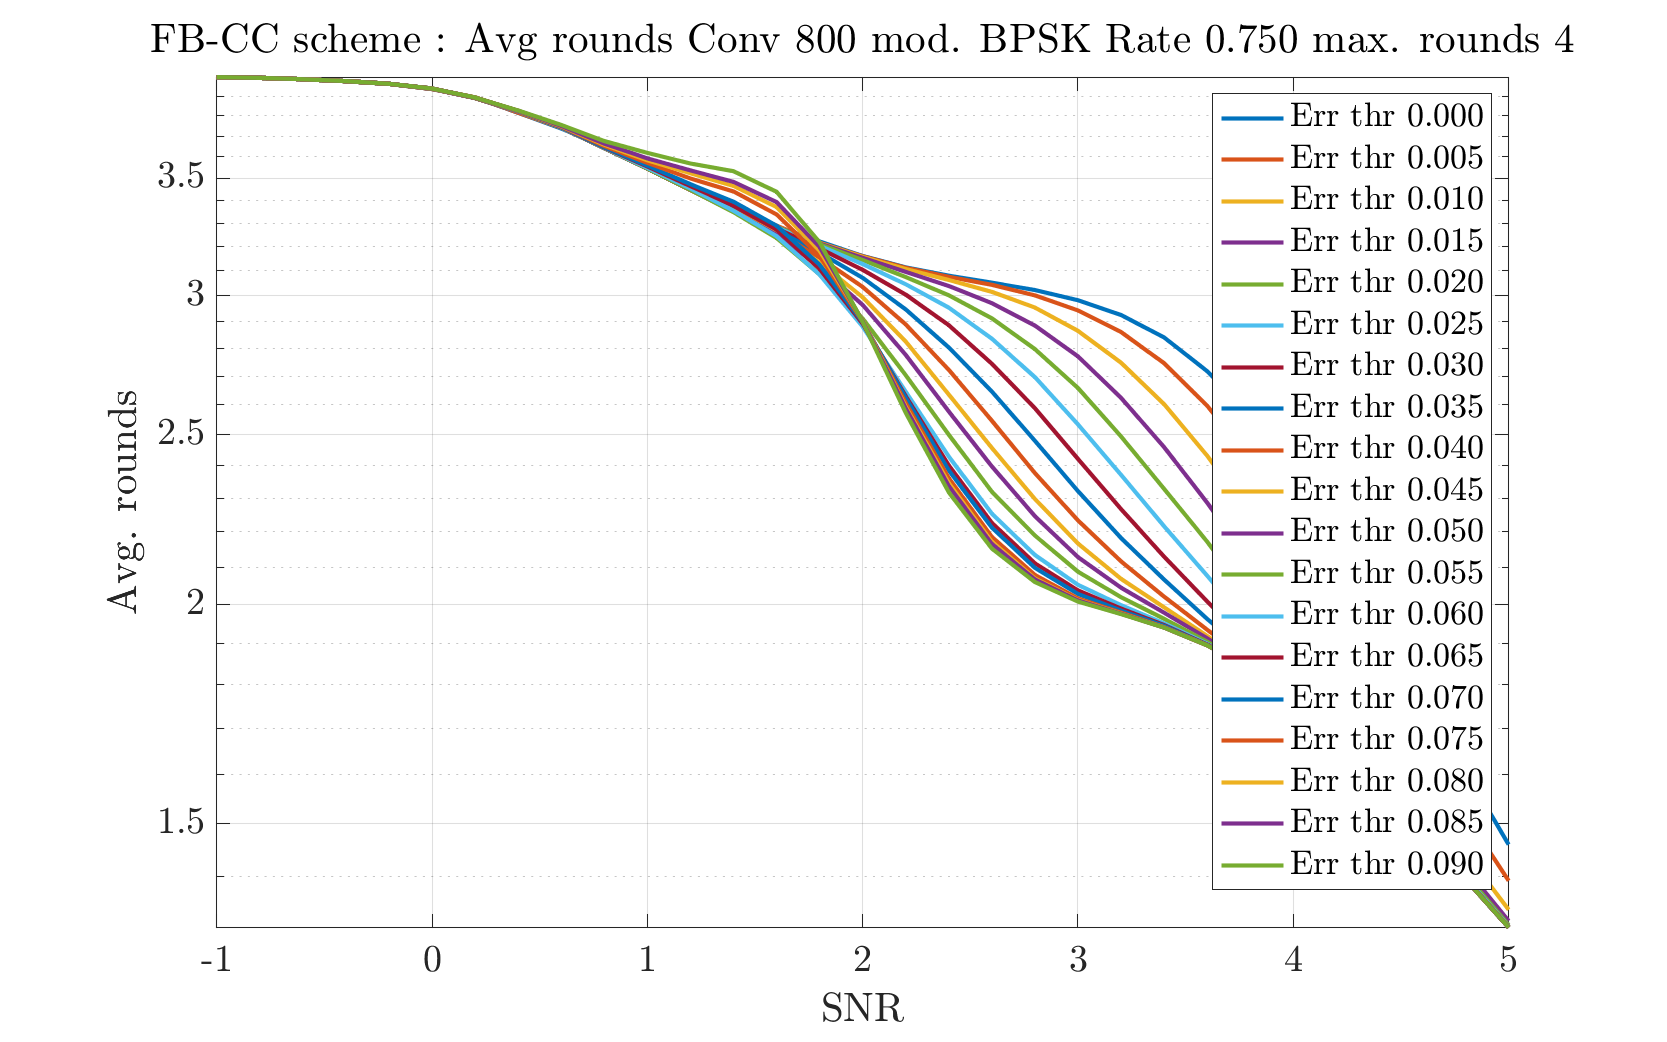 FB-CC scheme : Avg rounds Conv 800 mod. BPSK Rate 0.750 max. rounds 4
Avg. rounds
3.5
3
2.5
2
1.5
-1 0 1 2 3 4 5
SNR
Err thr 0.000
Err thr 0.005
Err thr 0.010
Err thr 0.015
Err thr 0.020
Err thr 0.025
Err thr 0.030
Err thr 0.035
Err thr 0.040
Err thr 0.045
Err thr 0.050
Err thr 0.055
Err thr 0.060
Err thr 0.065
Err thr 0.070
Err thr 0.075
Err thr 0.080
Err thr 0.085
Err thr 0.090